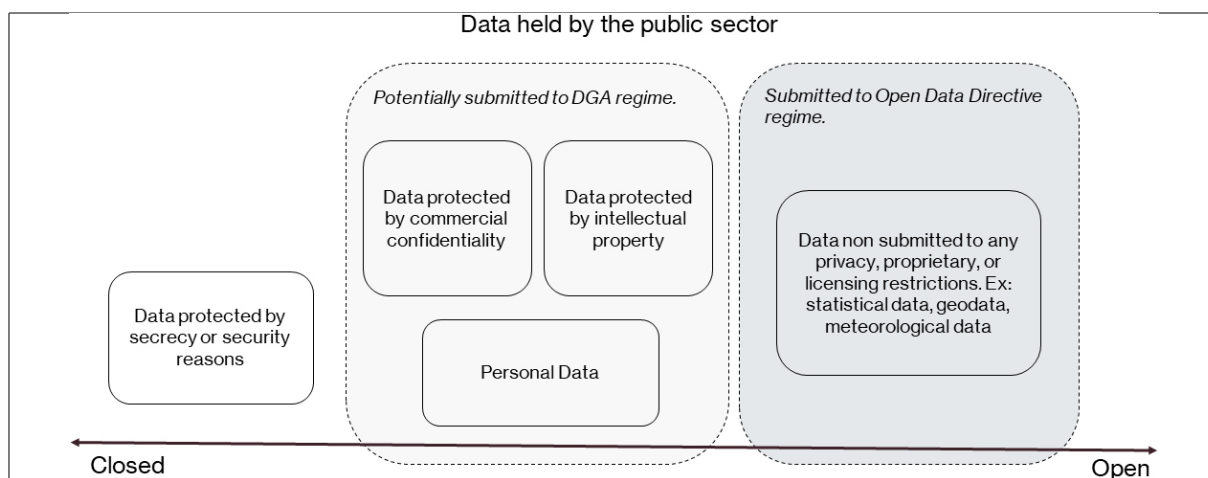 Data held by the public sector
Potentially submitted to DGA regime.
Submitted to Open Data Directive
regime.
Data protected
by commercial
confidentiality
Data protected
by intellectual
property
Data non submitted to any
privacy, proprietary, or
licensing restrictions. Ex:
statistical data, geodata,
meteorological data
Data protected by
secrecy or security
reasons
Personal Data
Closed
Open